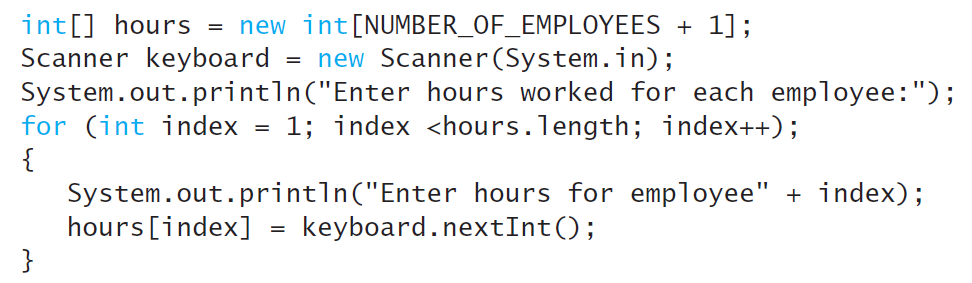 int[] hours = new int[NUMBER_OF_EMPLOYEES + 1];
Scanner keyboard = new Scanner(System.in);
System.out.println("Enter hours worked for each employee:");
for (int index = 1; index <hours.length; index++);
{
   System.out.println("Enter hours for employee" + index);
   hours[index] = keyboard.nextInt();
}